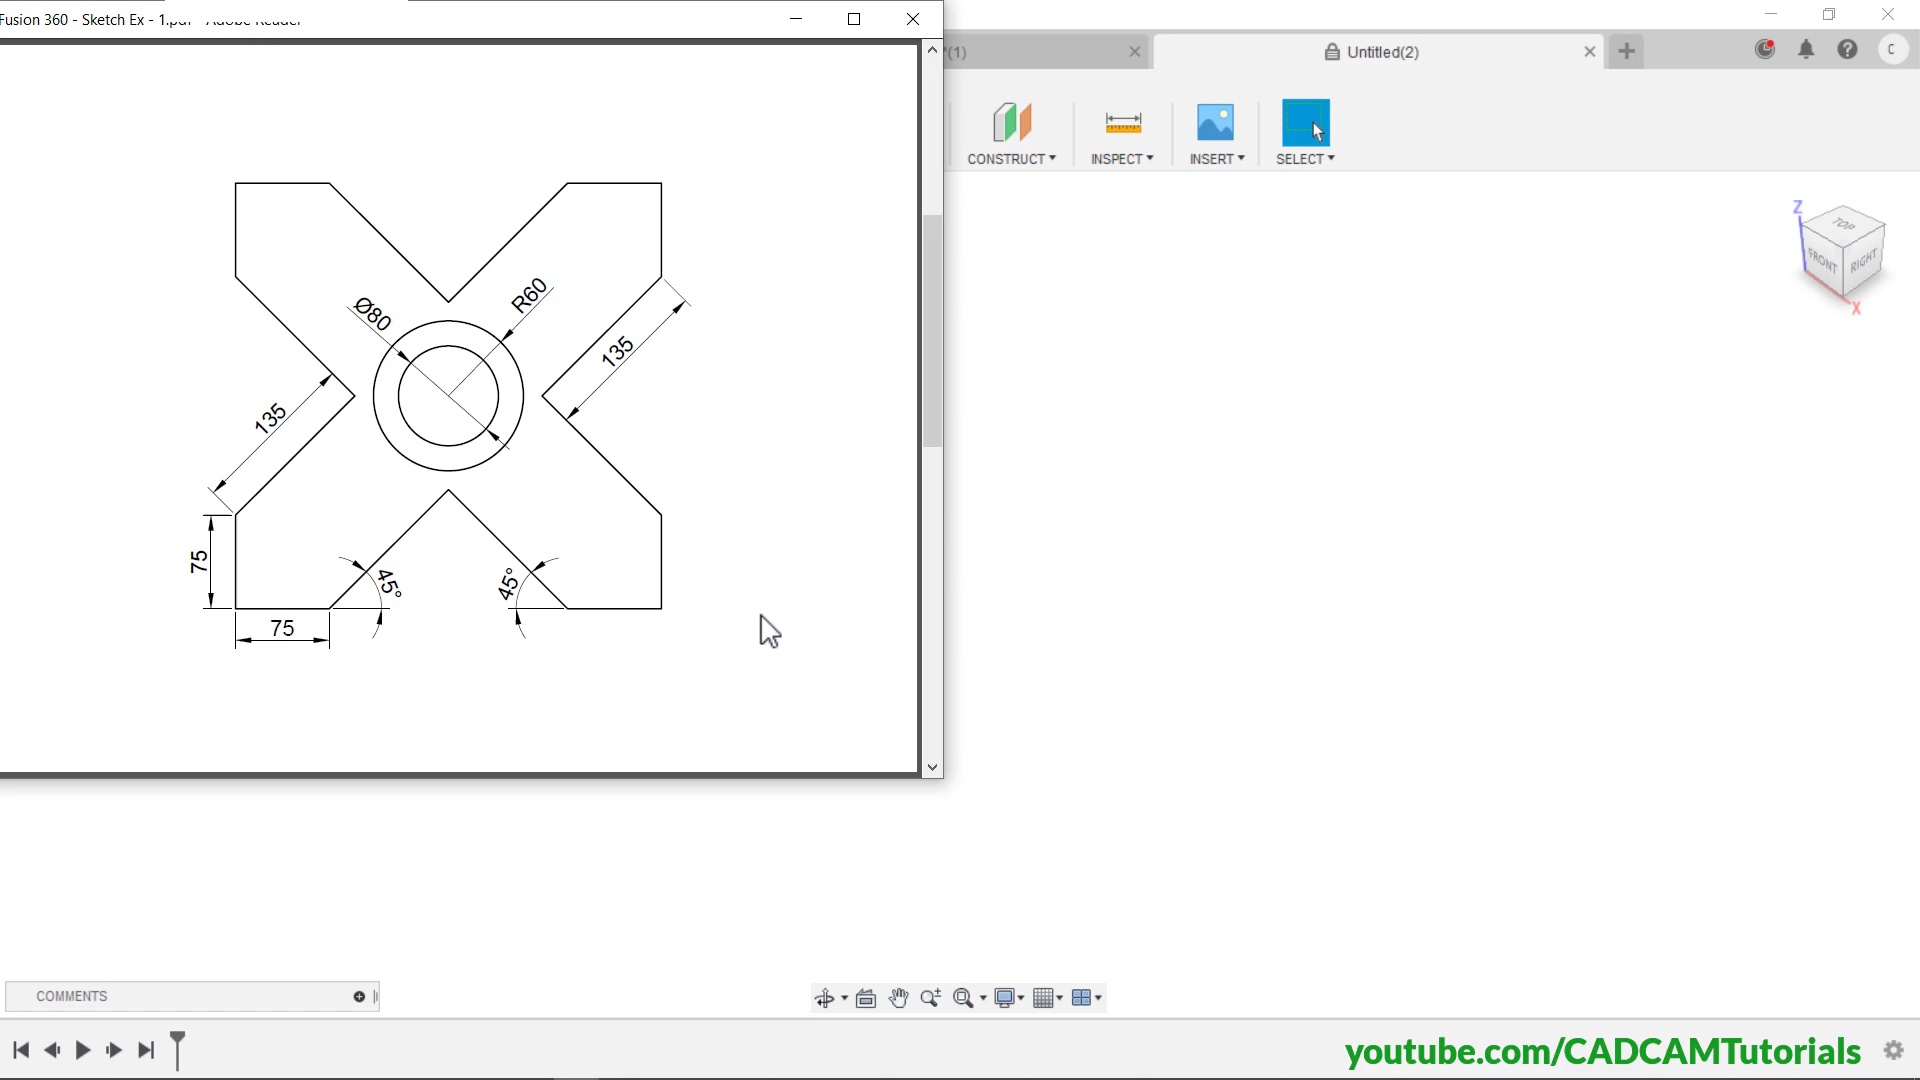 Fusion 360 - Sketch Ex - 1.pdf - Adobe Reader
*(1)
Untitled(2)
C
CONSTRUCT
INSPECT
INSERT
SELECT
Z
TOP
FRONT
RIGHT
X
Ø80
R60
135
135
75
45°
45°
75
COMMENTS
youtube.com/CADCAMTutorials